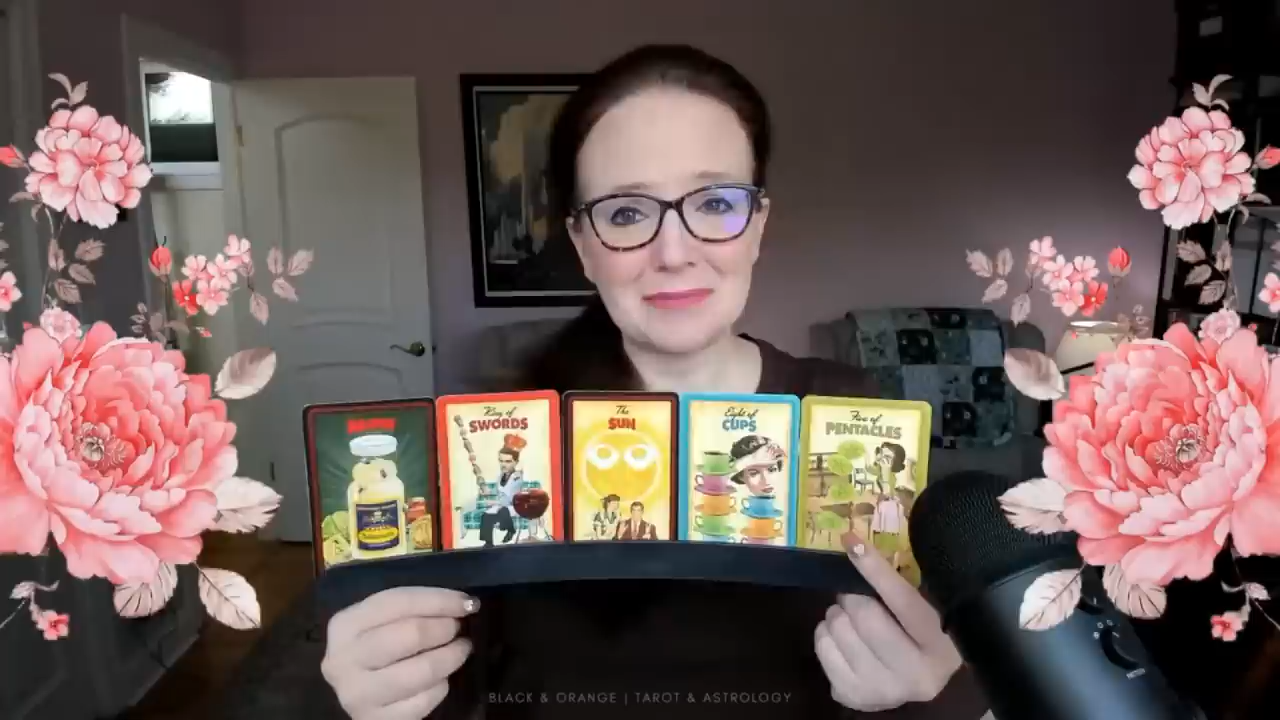 King of
SWORDS
The
SUN
Eight of
CUPS
Five of
PENTACLES
BLACK & ORANGE | TAROT & ASTROLOGY